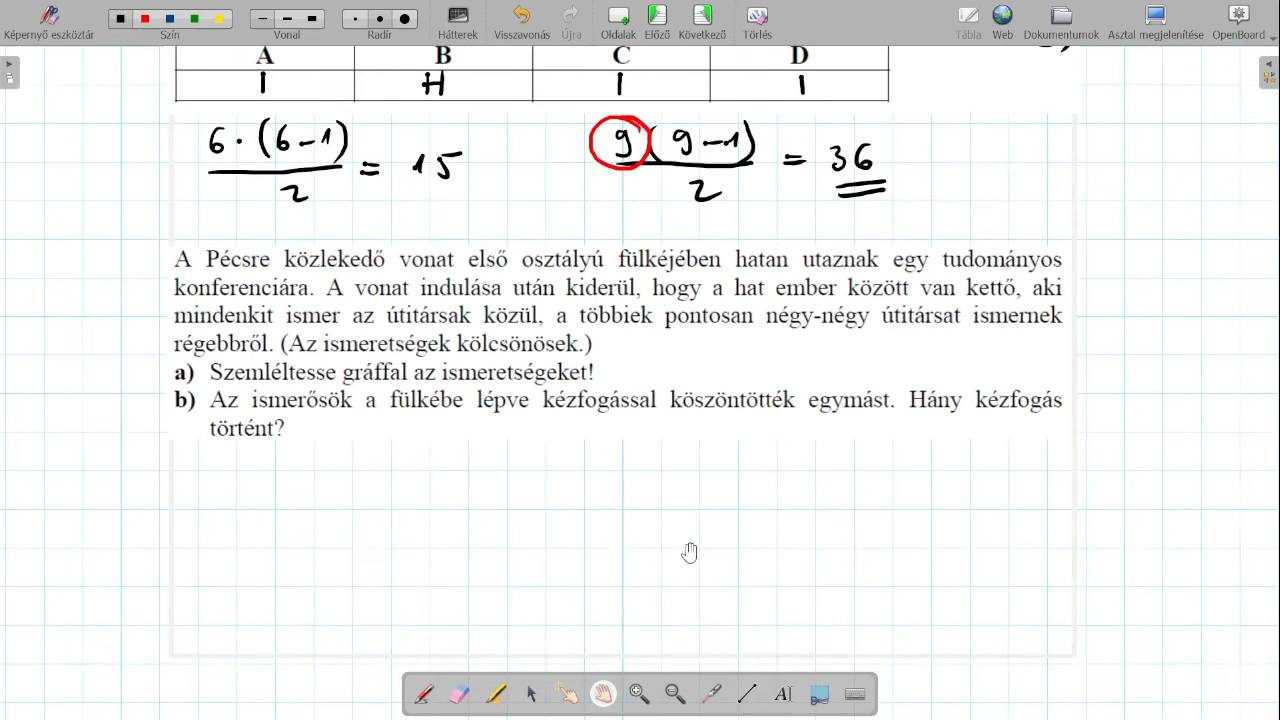 Képernyő eszköztár
Szín
Vonal
Radír
Hátterek
Visszavonás
Újra
Oldalak
Előző
Következő
Törlés
Tábla
Web
Dokumentumok
Asztal megjelenítése
OpenBoard
A B C D
I H I I
6 · (6 - 1) / 2 = 15
9 (9 - 1) / 2 = 36
A Pécsre közlekedő vonat első osztályú fülkéjében hatan utaznak egy tudományos
konferenciára. A vonat indulása után kiderül, hogy a hat ember között van kettő, aki
mindenkit ismer az útitársak közül, a többiek pontosan négy-négy útitársat ismernek
régebbről. (Az ismeretségek kölcsönösek.)
a) Szemléltesse gráffal az ismeretségeket!
b) Az ismerősök a fülkébe lépve kézfogással köszöntötték egymást. Hány kézfogás
történt?